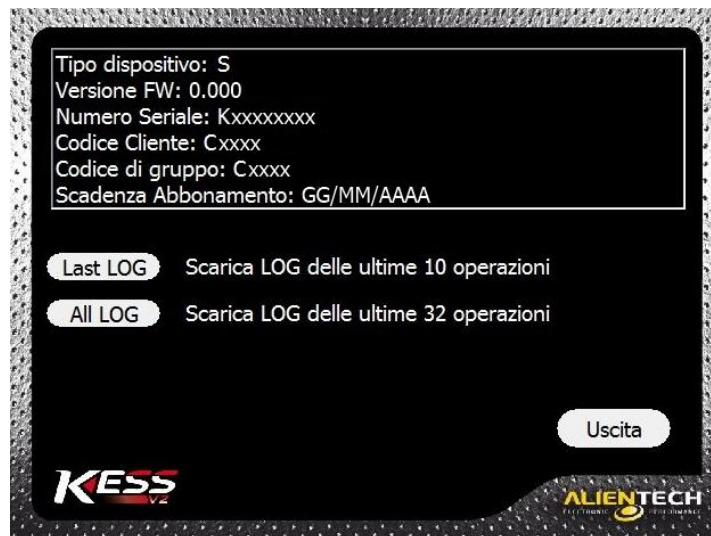 Tipo dispositivo: S
Versione FW: 0.000
Numero Seriale: Kxxxxxxxx
Codice Cliente: Cxxxx
Codice di gruppo: Cxxxx
Scadenza Abbonamento: GG/MM/AAAA
Last LOG Scarica LOG delle ultime 10 operazioni
All LOG Scarica LOG delle ultime 32 operazioni
Uscita
KESS
V2
ALIENTECH
ELECTRONIC PERFORMANCE